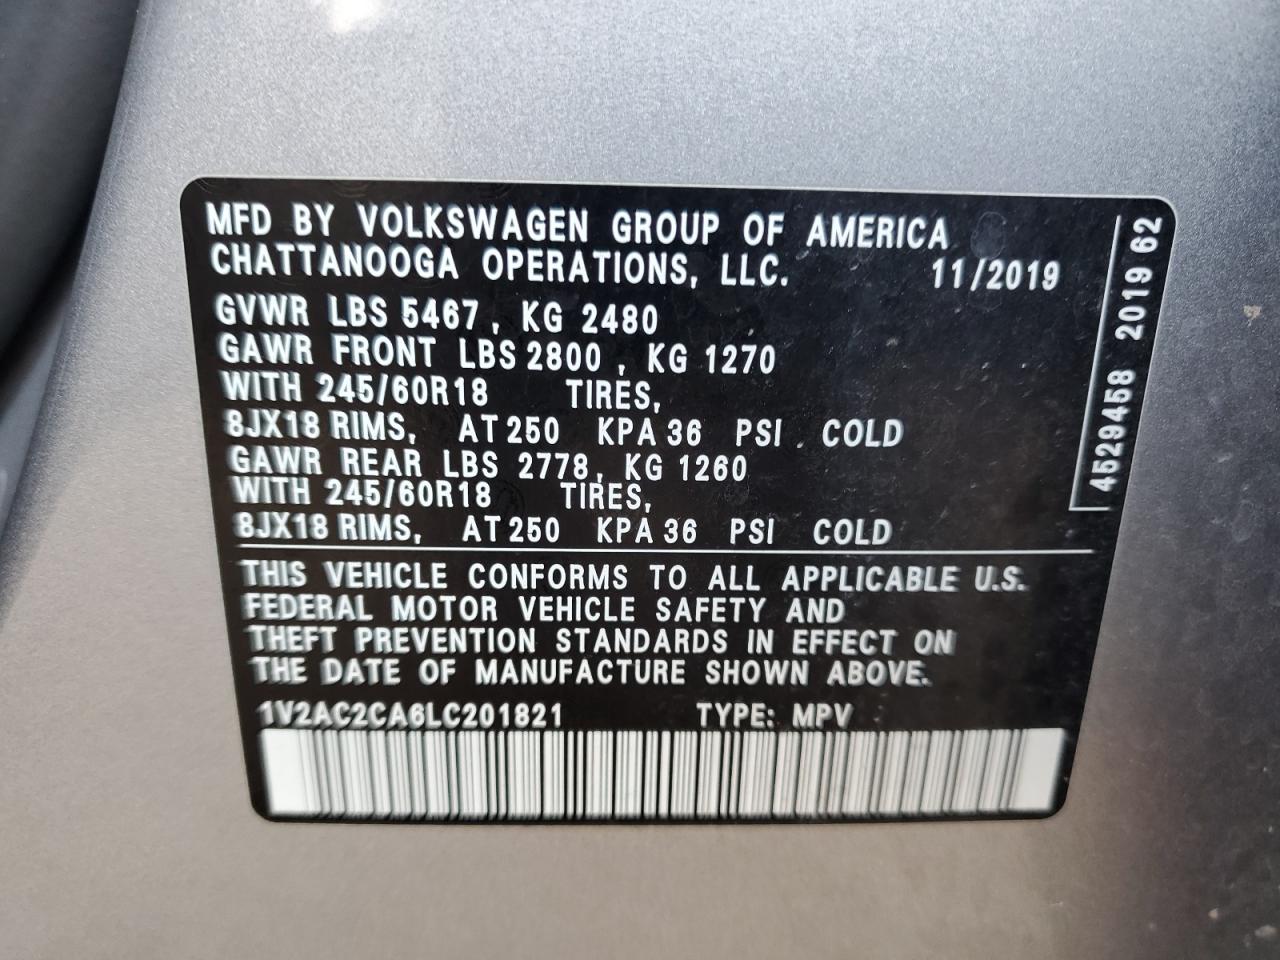 MFD BY VOLKSWAGEN GROUP OF AMERICA
CHATTANOOGA OPERATIONS, LLC. 11/2019
GVWR LBS 5467, KG 2480
GAWR FRONT LBS 2800, KG 1270
WITH 245/60R18 TIRES,
8JX18 RIMS, AT 250 KPA 36 PSI COLD
GAWR REAR LBS 2778, KG 1260
WITH 245/60R18 TIRES,
8JX18 RIMS, AT 250 KPA 36 PSI COLD
THIS VEHICLE CONFORMS TO ALL APPLICABLE U.S.
FEDERAL MOTOR VEHICLE SAFETY AND
THEFT PREVENTION STANDARDS IN EFFECT ON
THE DATE OF MANUFACTURE SHOWN ABOVE.
1V2AC2CA6LC201821 TYPE: MPV
4529458 2019 62